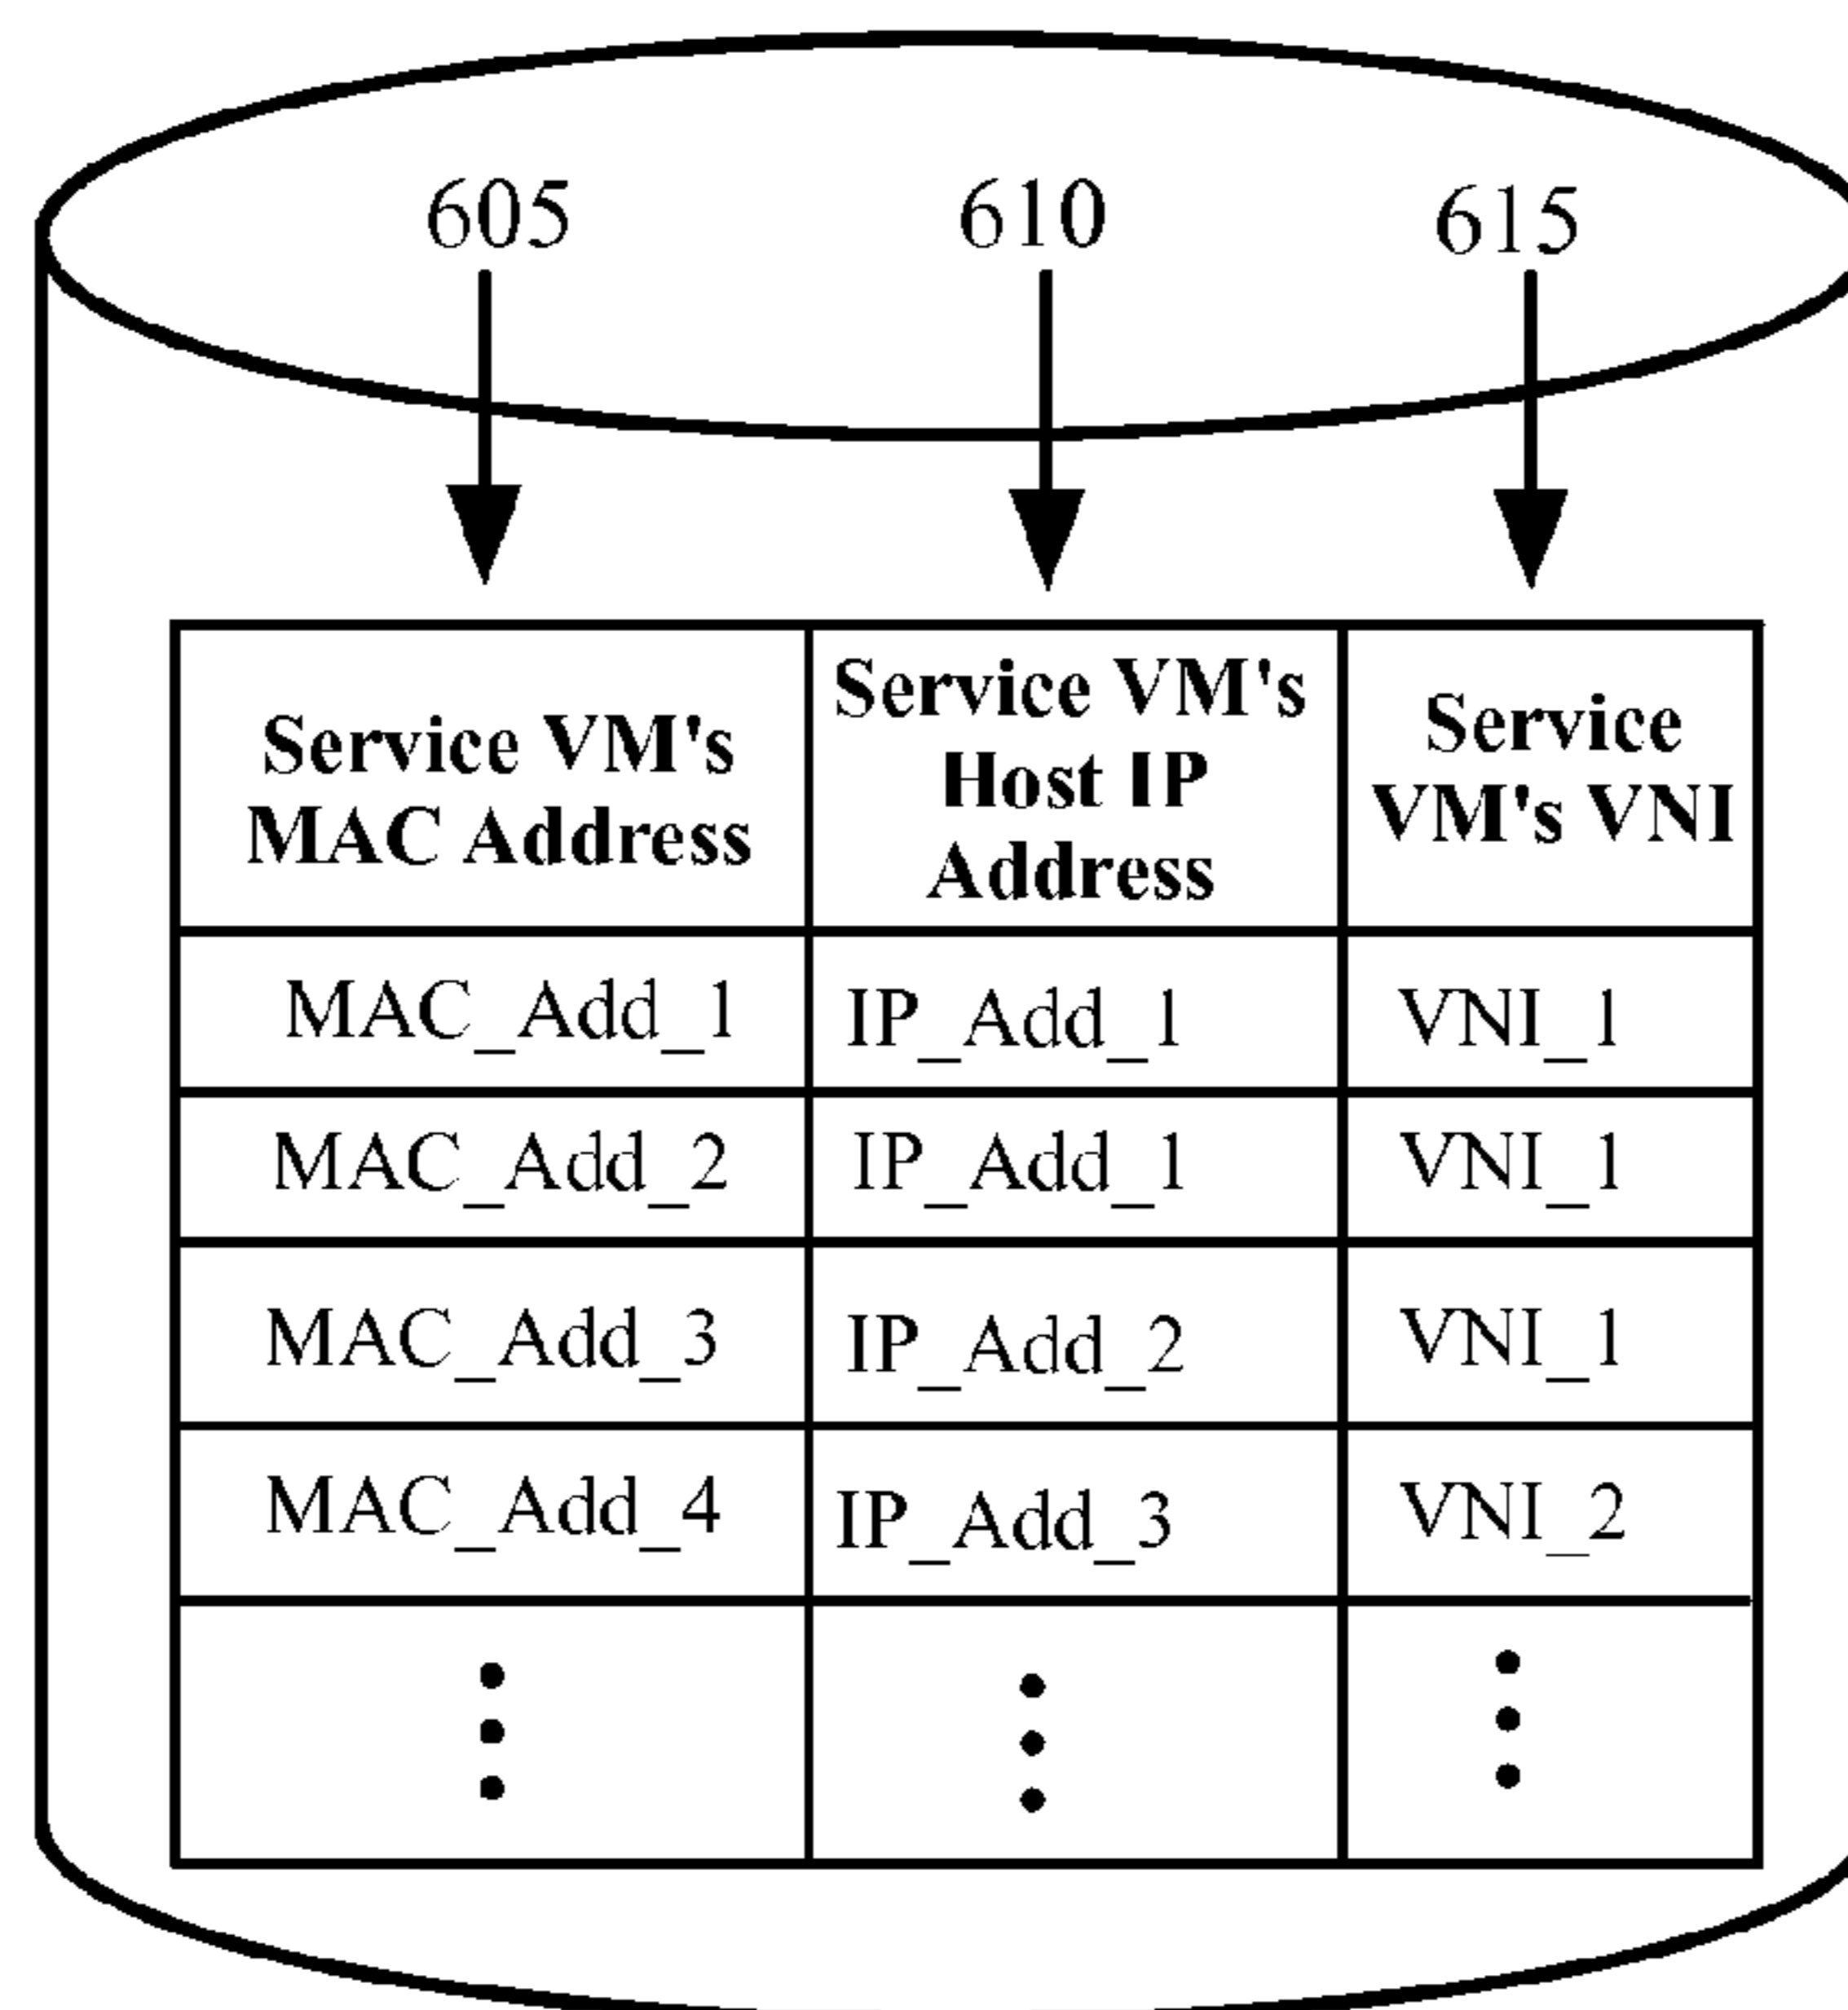 605 610 615
Service VM's
MAC Address
Service VM's
Host IP
Address
Service
VM's VNI
MAC_Add_1 IP_Add_1 VNI_1
MAC_Add_2 IP_Add_1 VNI_1
MAC_Add_3 IP_Add_2 VNI_1
MAC_Add_4 IP_Add_3 VNI_2